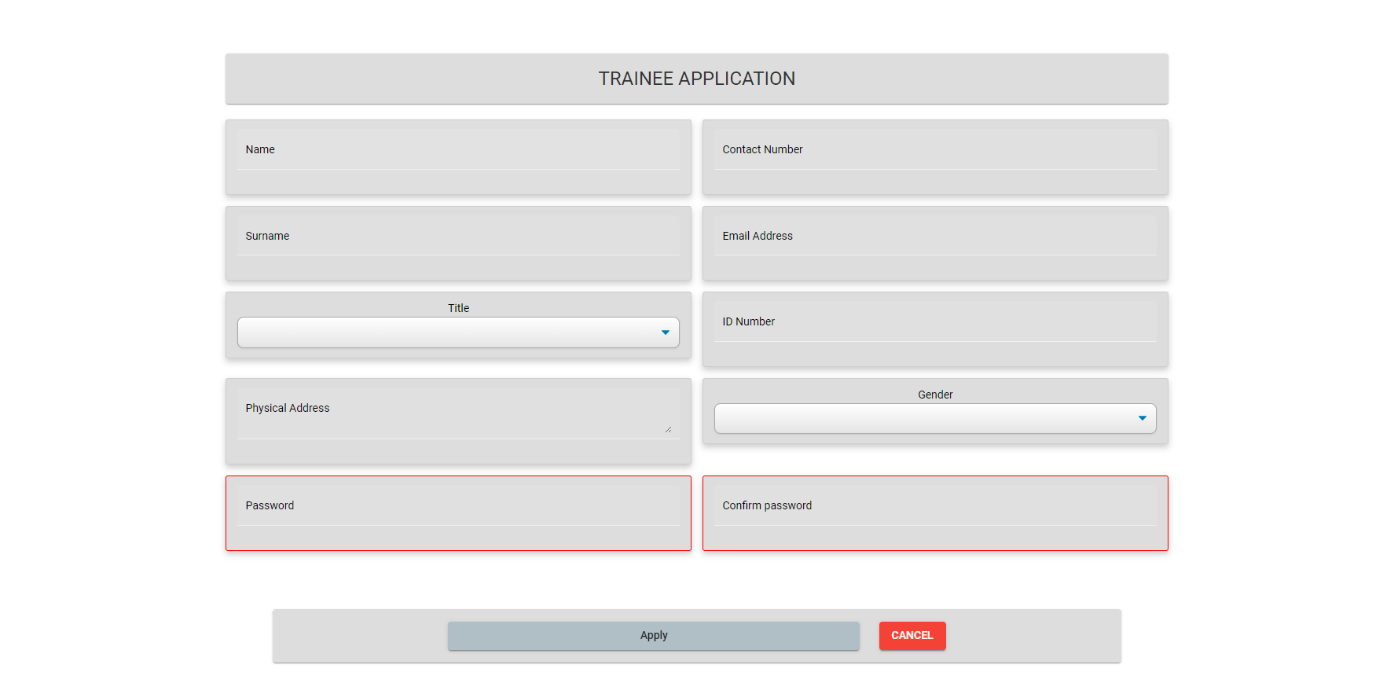 TRAINEE APPLICATION
Name
Contact Number
Surname
Email Address
Title
ID Number
Physical Address
Gender
Password
Confirm password
Apply
CANCEL